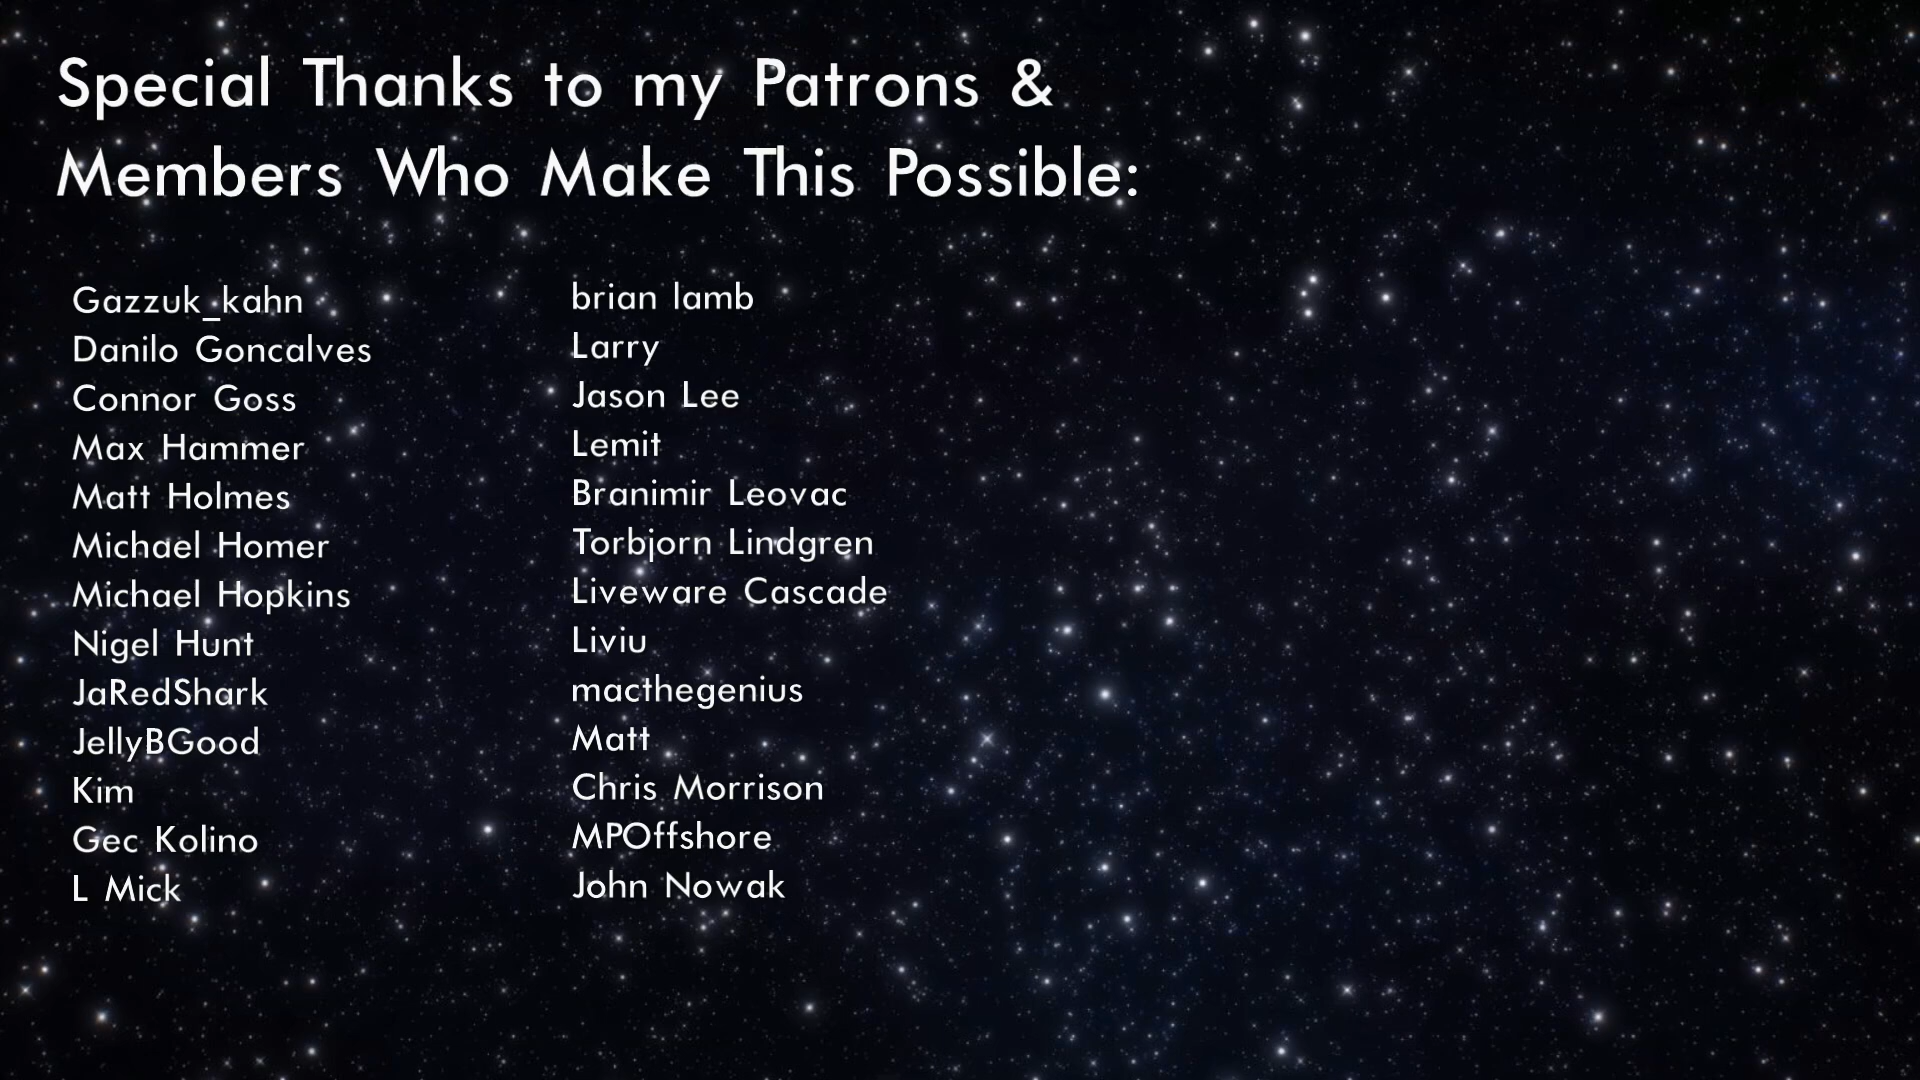 Special Thanks to my Patrons &
Members Who Make This Possible:
Gazzuk_kahn
Danilo Goncalves
Connor Goss
Max Hammer
Matt Holmes
Michael Homer
Michael Hopkins
Nigel Hunt
JaRedShark
JellyBGood
Kim
Gec Kolino
L Mick
brian lamb
Larry
Jason Lee
Lemit
Branimir Leovac
Torbjorn Lindgren
Liveware Cascade
Liviu
macthegenius
Matt
Chris Morrison
MPOffshore
John Nowak